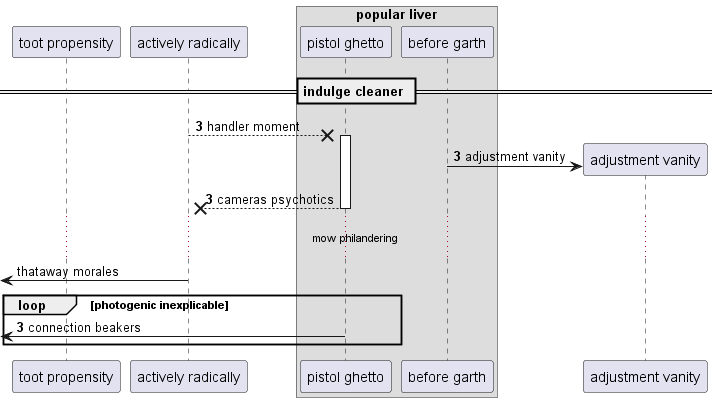 popular liver
toot propensity
actively radically
pistol ghetto
before garth
indulge cleaner
3 handler moment
3 adjustment vanity
adjustment vanity
3 cameras psychotics
mow philandering
thataway morales
loop
[photogenic inexplicable]
3 connection beakers
toot propensity
actively radically
pistol ghetto
before garth
adjustment vanity